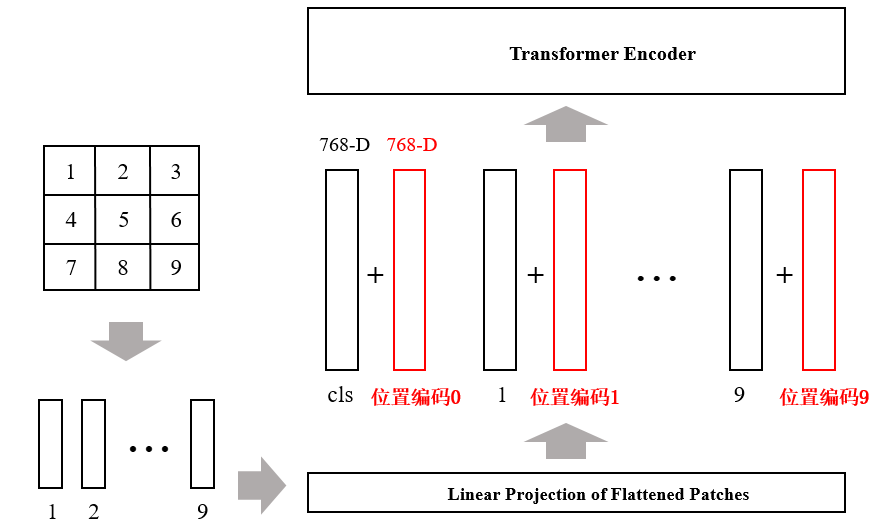 Transformer Encoder
768-D 768-D
1 2 3
4 5 6
7 8 9
+ + … +
cls 位置编码0 1 位置编码1 9 位置编码9
…
1 2 9
Linear Projection of Flattened Patches